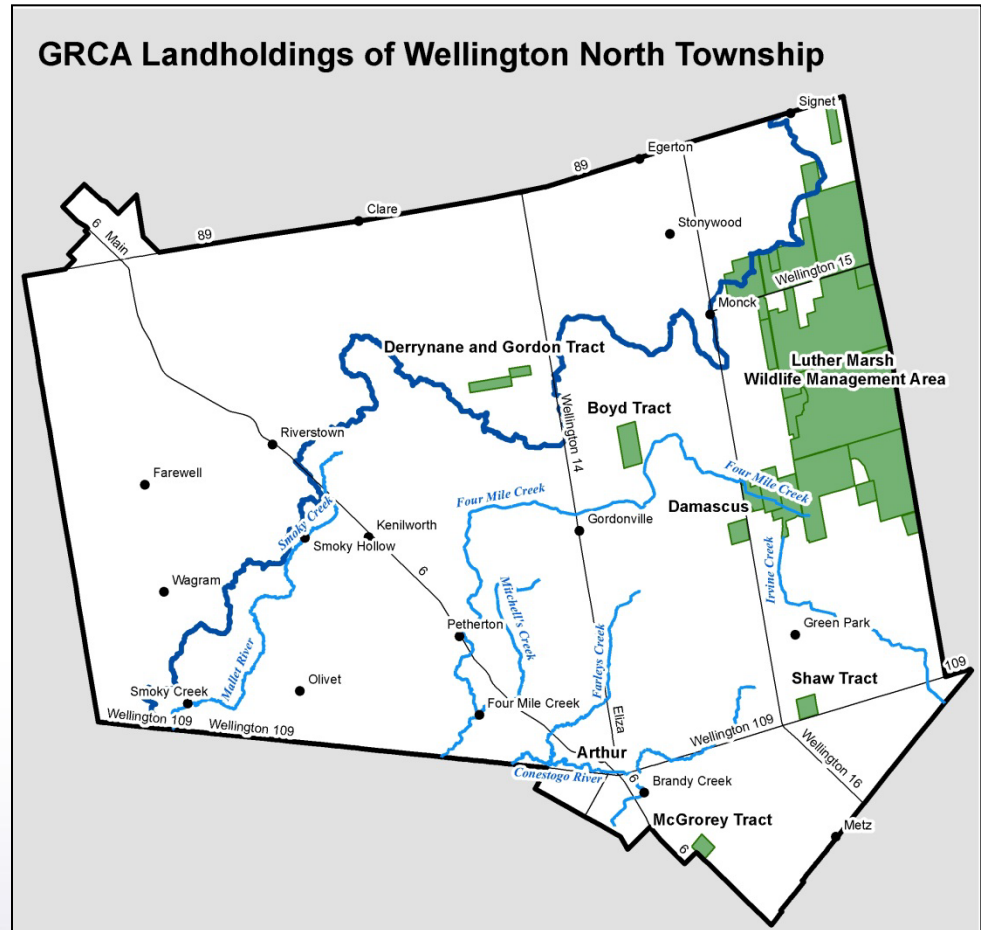 GRCA Landholdings of Wellington North Township
Signet
Egerton
89
Clare
89
6 Main
Stonywood
Wellington 15
Monck
Derrynane and Gordon Tract
Luther Marsh
Wildlife Management Area
Wellington 14
Boyd Tract
Riverstown
Farewell
Four Mile Creek
Four Mile Creek
Damascus
Smoky Creek
Kenilworth
Gordonville
Smoky Hollow
Irvine Creek
Wagram
6
Mitchell's Creek
Petherton
Farleys Creek
Green Park
Mallet River
Olivet
Smoky Creek
Shaw Tract
109
Four Mile Creek
Wellington 109
Wellington 109
Eliza
Wellington 109
Wellington 16
Arthur
Conestogo River
6
Brandy Creek
McGrorey Tract
Metz
6